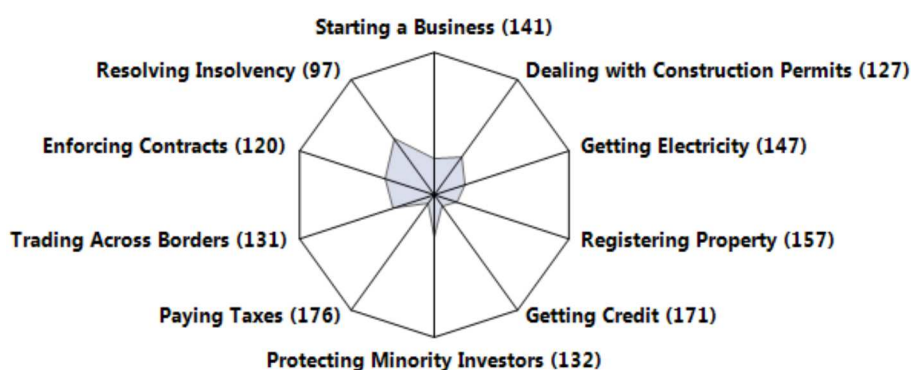 Starting a Business (141)
Resolving Insolvency (97)
Dealing with Construction Permits (127)
Enforcing Contracts (120)
Getting Electricity (147)
Trading Across Borders (131)
Registering Property (157)
Paying Taxes (176)
Getting Credit (171)
Protecting Minority Investors (132)